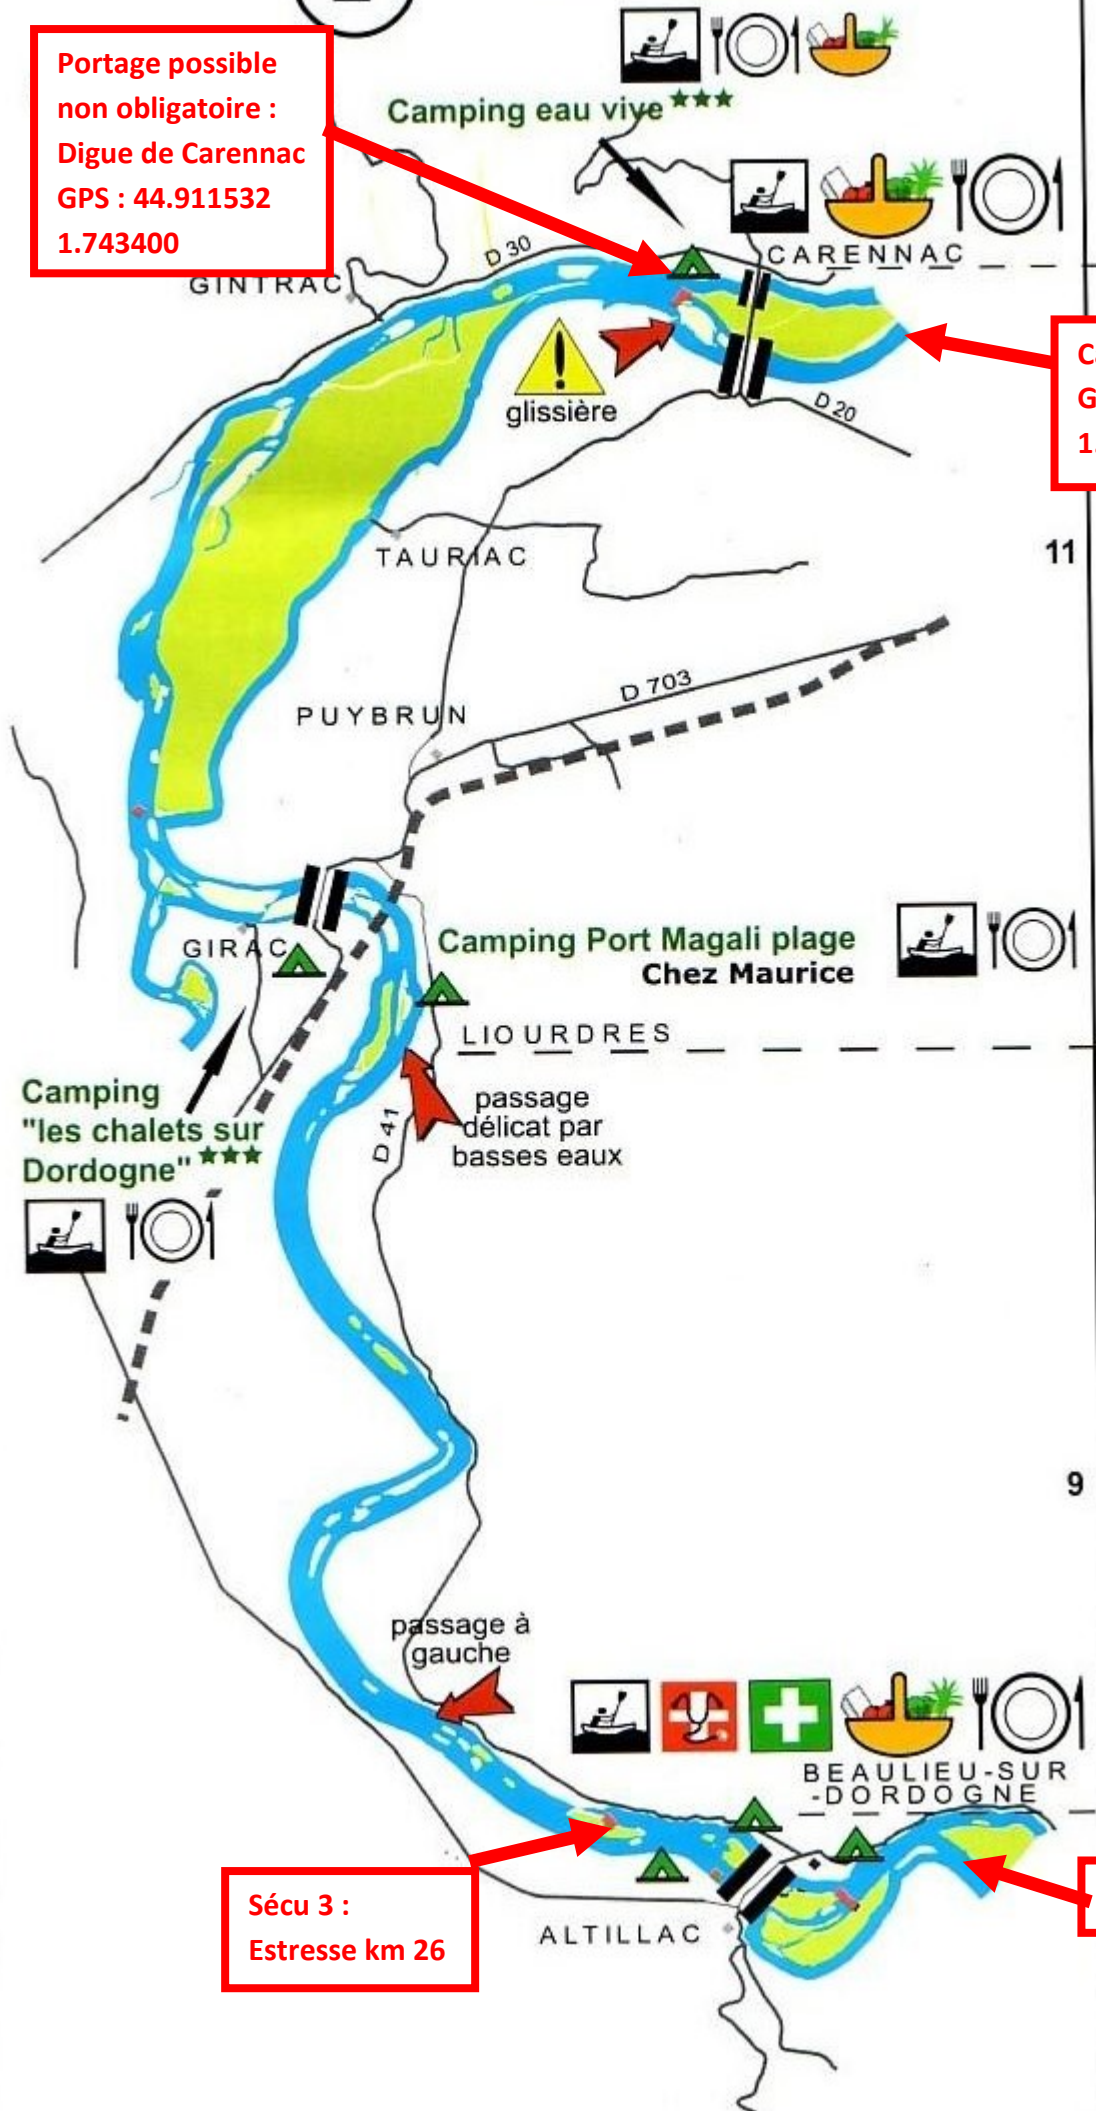 Portage possible
non obligatoire :
Digue de Carennac
GPS : 44.911532
1.743400
Camping eau vive ★★★
CARENNAC
D 30
GINTRAC
glissière
D 20
11
TAURIAC
D 703
PUYBRUN
GIRAC
Camping Port Magali plage
Chez Maurice
LIOURDRES
Camping
"les chalets sur
Dordogne" ★★★
D 41
passage
délicat par
basses eaux
9
passage à
gauche
BEAULIEU-SUR
-DORDOGNE
Sécu 3 :
Estresse km 26
ALTILLAC